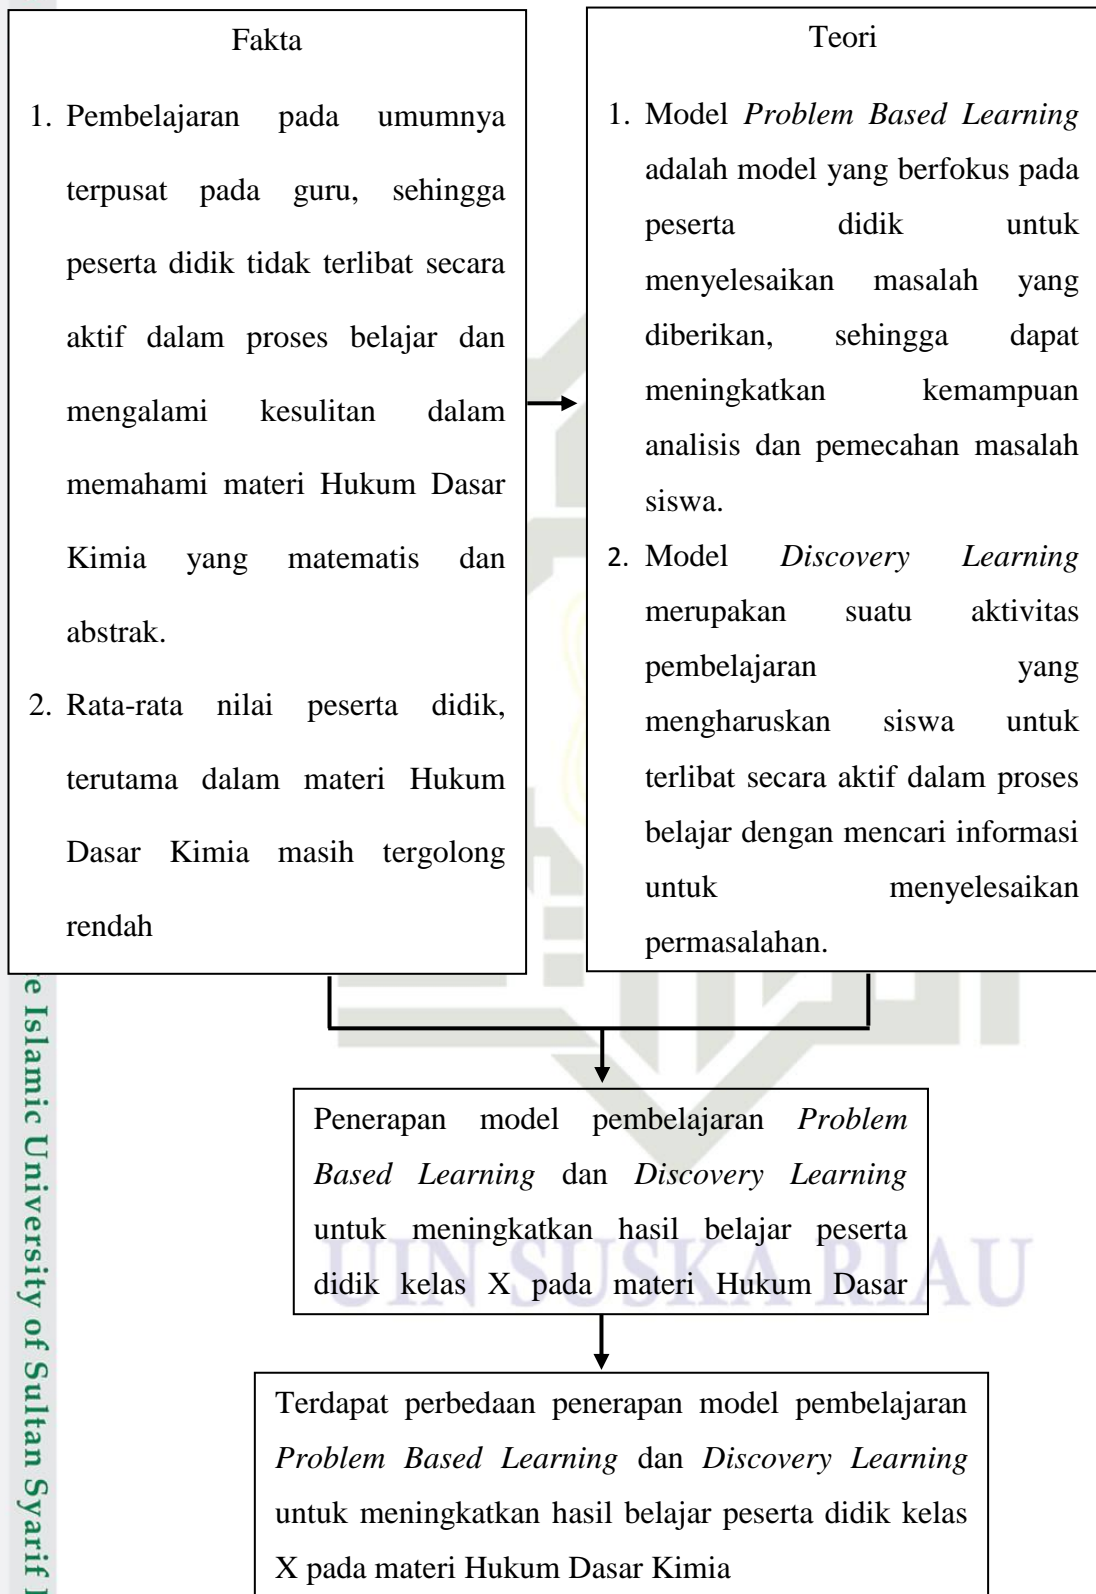 Fakta
1. Pembelajaran pada umumnya
terpusat pada guru, sehingga
peserta didik tidak terlibat secara
aktif dalam proses belajar dan
mengalami kesulitan dalam
memahami materi Hukum Dasar
Kimia yang matematis dan
abstrak.
2. Rata-rata nilai peserta didik,
terutama dalam materi Hukum
Dasar Kimia masih tergolong
rendah
Teori
1. Model Problem Based Learning
adalah model yang berfokus pada
peserta didik untuk
menyelesaikan masalah yang
diberikan, sehingga dapat
meningkatkan kemampuan
analisis dan pemecahan masalah
siswa.
2. Model Discovery Learning
merupakan suatu aktivitas
pembelajaran yang
mengharuskan siswa untuk
terlibat secara aktif dalam proses
belajar dengan mencari informasi
untuk menyelesaikan
permasalahan.
Penerapan model pembelajaran Problem
Based Learning dan Discovery Learning
untuk meningkatkan hasil belajar peserta
didik kelas X pada materi Hukum Dasar
Terdapat perbedaan penerapan model pembelajaran
Problem Based Learning dan Discovery Learning
untuk meningkatkan hasil belajar peserta didik kelas
X pada materi Hukum Dasar Kimia
UIN SUSKA RIAU
Islamic University of Sultan Syarif